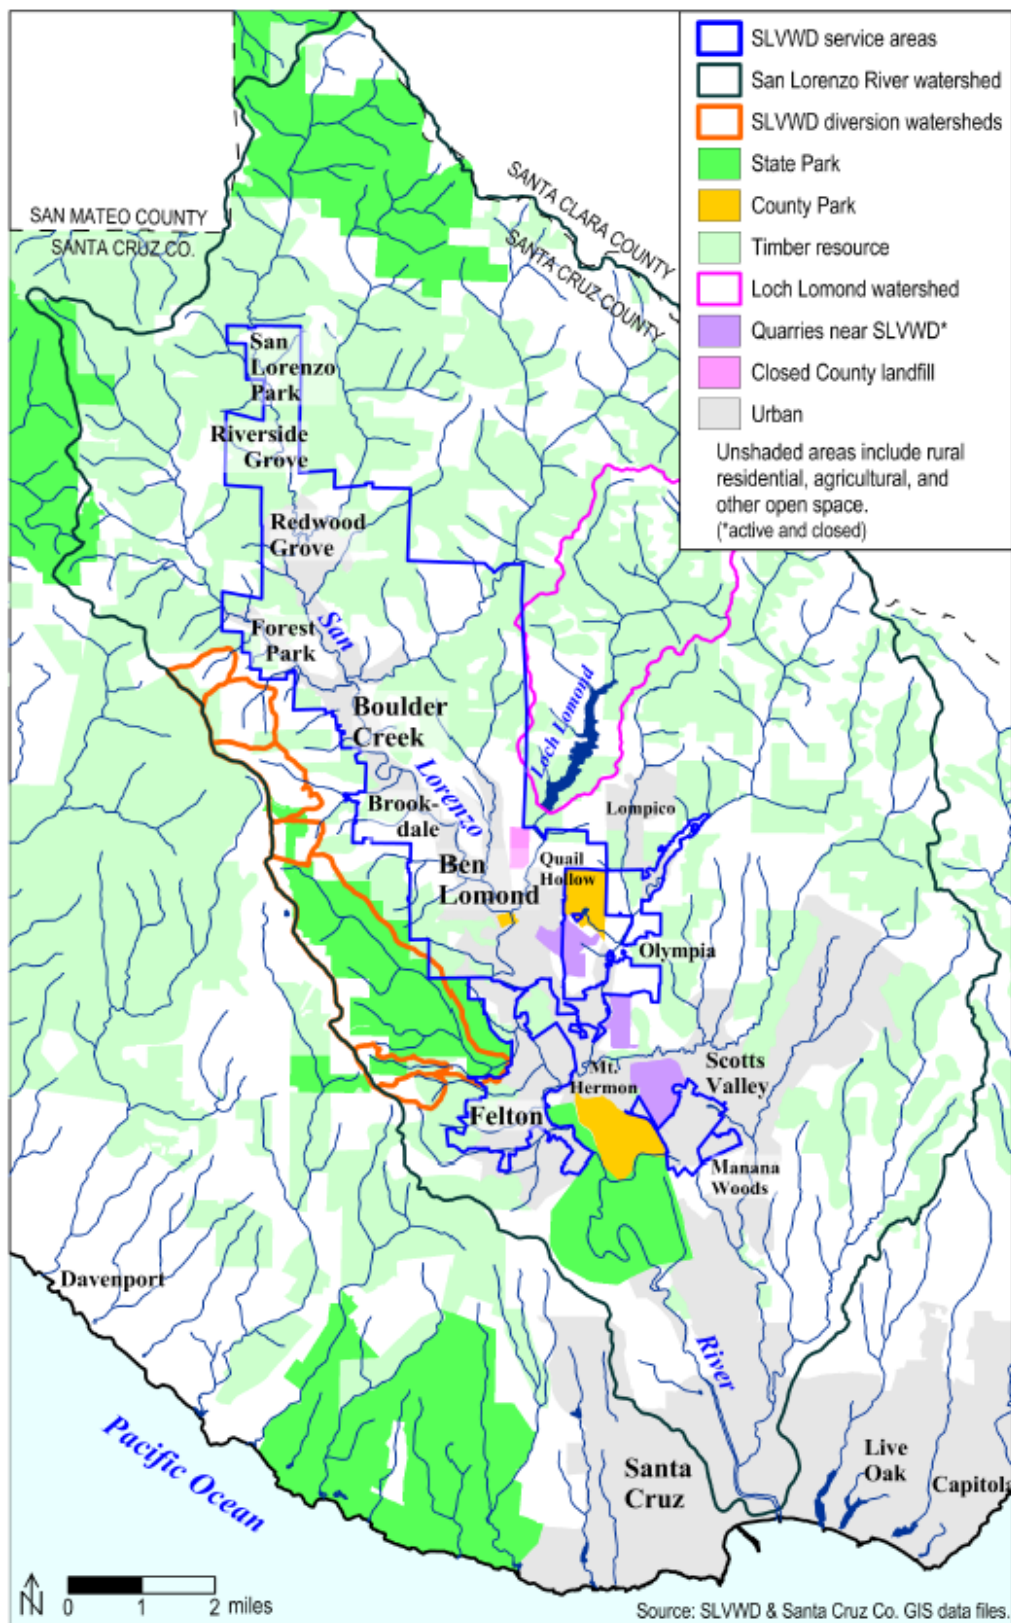 SLVWD service areas
San Lorenzo River watershed
SLVWD diversion watersheds
State Park
County Park
Timber resource
Loch Lomond watershed
Quarries near SLVWD*
Closed County landfill
Urban
Unshaded areas include rural
residential, agricultural, and
other open space.
(*active and closed)
SANTA CLARA COUNTY
SANTA CRUZ COUNTY
SAN MATEO COUNTY
SANTA CRUZ CO.
San
Lorenzo
Park
Riverside
Grove
Redwood
Grove
Forest
Park
San
Boulder
Creek
Lorenzo
Loch Lomond
Brook-
dale
Lompico
Ben
Lomond
Quail
Hollow
Olympia
Mt.
Hermon
Scotts
Valley
Felton
Manana
Woods
Davenport
River
Pacific Ocean
Santa
Cruz
Live
Oak
Capitola
N
0 1 2 miles
Source: SLVWD & Santa Cruz Co. GIS data files.